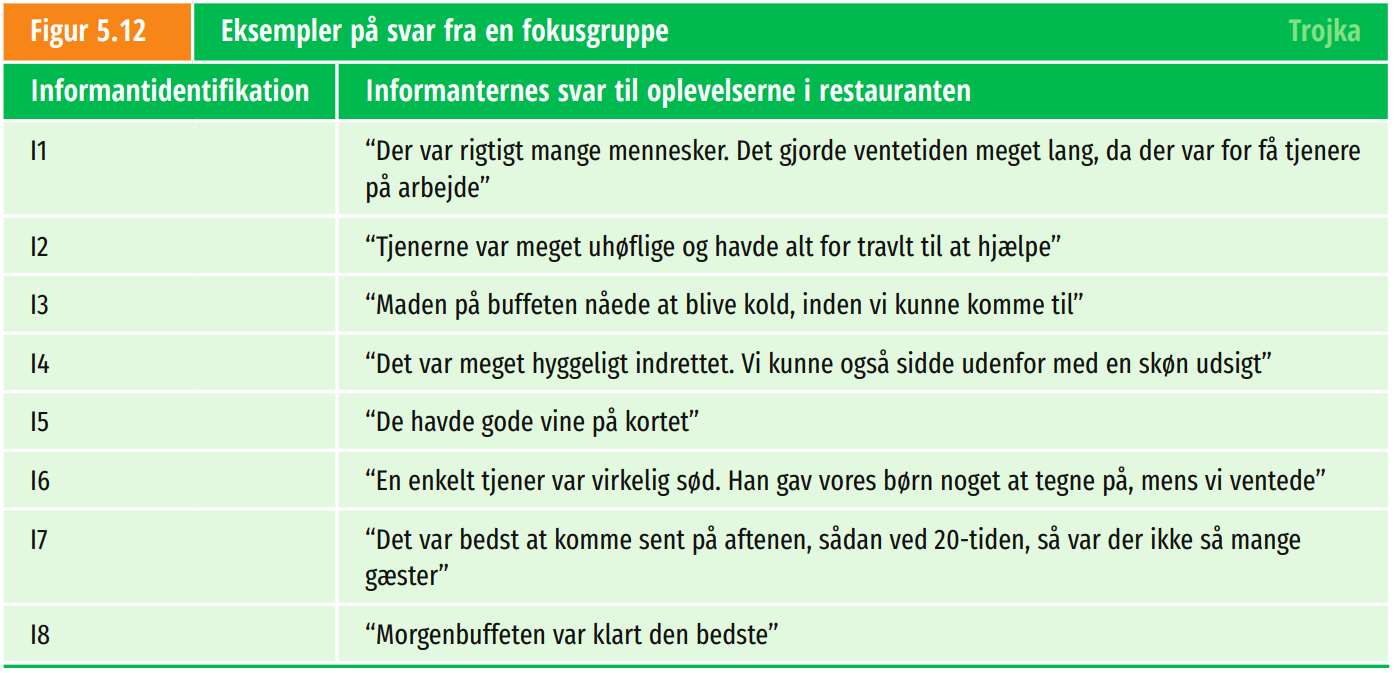 Figur 5.12 Eksempler på svar fra en fokusgruppe Trojka
Informantidentifikation Informanternes svar til oplevelserne i restauranten
I1 “Der var rigtigt mange mennesker. Det gjorde ventetiden meget lang, da der var for få tjenere
på arbejde”
I2 “Tjenerne var meget uhøflige og havde alt for travlt til at hjælpe”
I3 “Maden på buffeten nåede at blive kold, inden vi kunne komme til”
I4 “Det var meget hyggeligt indrettet. Vi kunne også sidde udenfor med en skøn udsigt”
I5 “De havde gode vine på kortet”
I6 “En enkelt tjener var virkelig sød. Han gav vores børn noget at tegne på, mens vi ventede”
I7 “Det var bedst at komme sent på aftenen, sådan ved 20-tiden, så var der ikke så mange
gæster”
I8 “Morgenbuffeten var klart den bedste”